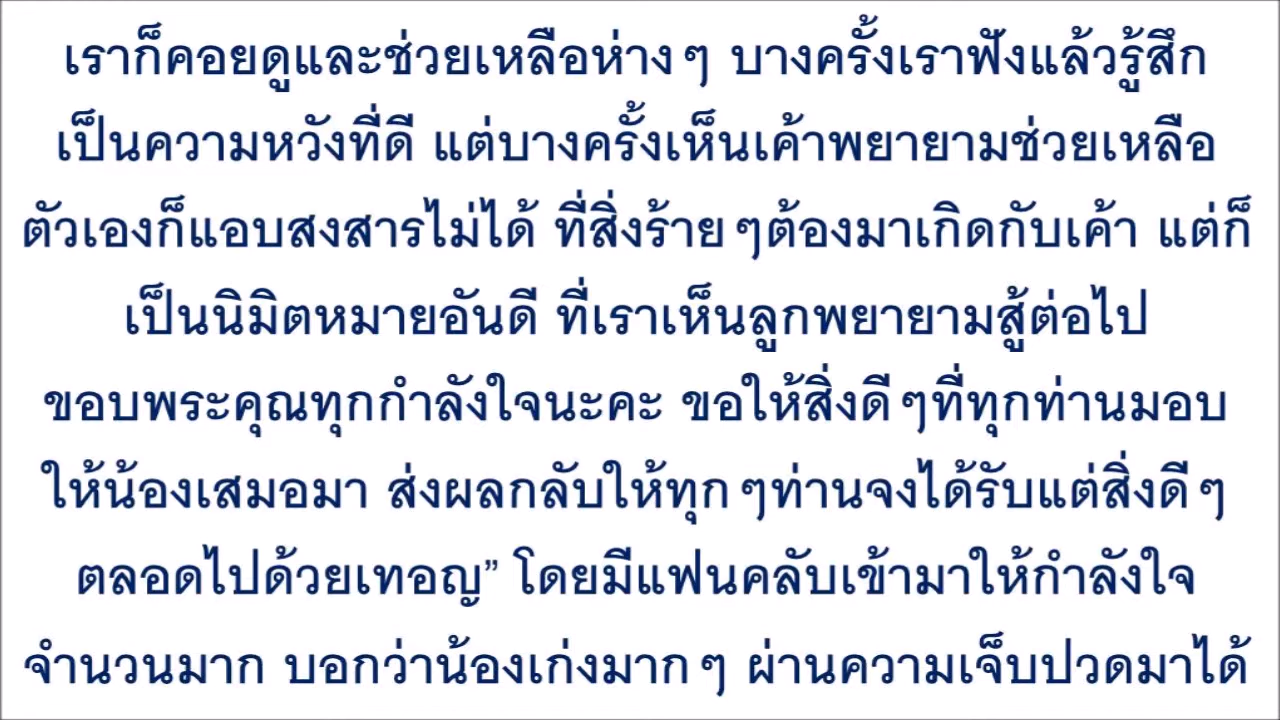 เราก็คอยดูและช่วยเหลือห่างๆ บางครั้งเราฟังแล้วรู้สึก
เป็นความหวังที่ดี แต่บางครั้งเห็นเค้าพยายามช่วยเหลือ
ตัวเองก็แอบสงสารไม่ได้ ที่สิ่งร้ายๆต้องมาเกิดกับเค้า แต่ก็
เป็นนิมิตหมายอันดี ที่เราเห็นลูกพยายามสู้ต่อไป
ขอบพระคุณทุกกำลังใจนะคะ ขอให้สิ่งดีๆที่ทุกท่านมอบ
ให้น้องเสมอมา ส่งผลกลับให้ทุกๆท่านจงได้รับแต่สิ่งดีๆ
ตลอดไปด้วยเทอญ” โดยมีแฟนคลับเข้ามาให้กำลังใจ
จำนวนมาก บอกว่าน้องเก่งมากๆ ผ่านความเจ็บปวดมาได้